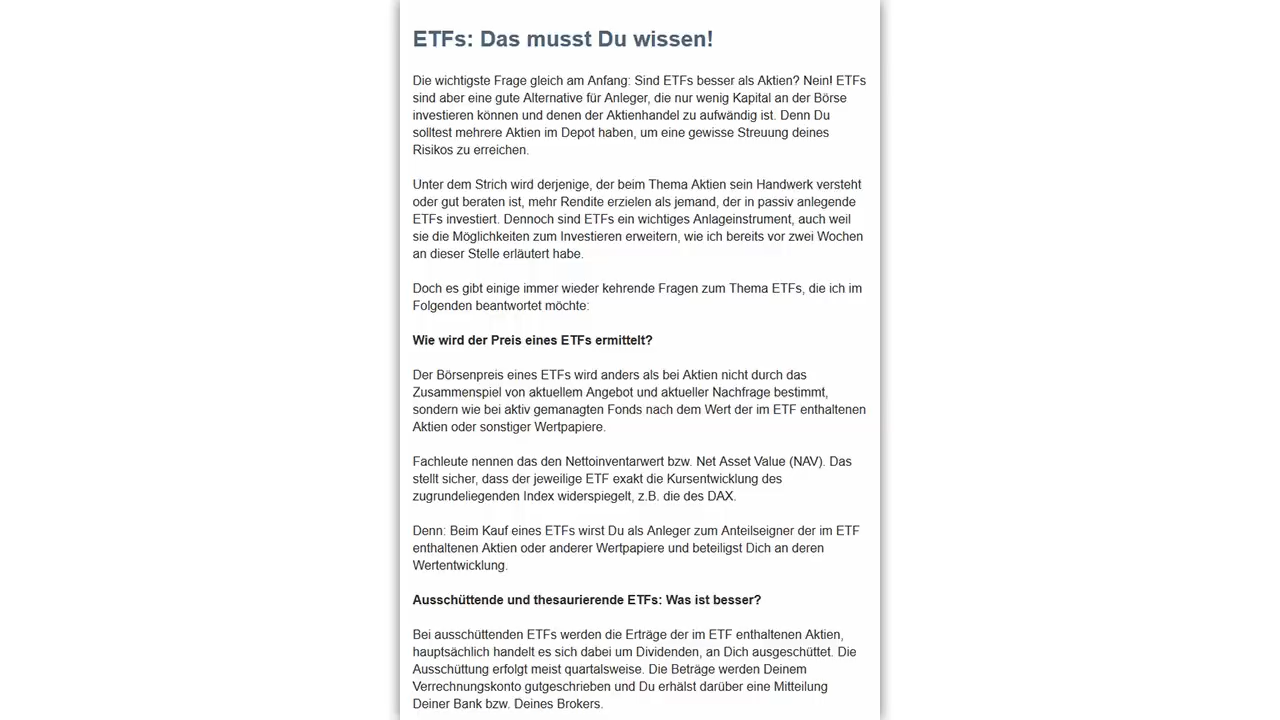 ETFs: Das musst Du wissen!
Die wichtigste Frage gleich am Anfang: Sind ETFs besser als Aktien? Nein! ETFs
sind aber eine gute Alternative für Anleger, die nur wenig Kapital an der Börse
investieren können und denen der Aktienhandel zu aufwändig ist. Denn Du
solltest mehrere Aktien im Depot haben, um eine gewisse Streuung deines
Risikos zu erreichen.
Unter dem Strich wird derjenige, der beim Thema Aktien sein Handwerk versteht
oder gut beraten ist, mehr Rendite erzielen als jemand, der in passiv anlegende
ETFs investiert. Dennoch sind ETFs ein wichtiges Anlageinstrument, auch weil
sie die Möglichkeiten zum Investieren erweitern, wie ich bereits vor zwei Wochen
an dieser Stelle erläutert habe.
Doch es gibt einige immer wieder kehrende Fragen zum Thema ETFs, die ich im
Folgenden beantwortet möchte:
Wie wird der Preis eines ETFs ermittelt?
Der Börsenpreis eines ETFs wird anders als bei Aktien nicht durch das
Zusammenspiel von aktuellem Angebot und aktueller Nachfrage bestimmt,
sondern wie bei aktiv gemanagten Fonds nach dem Wert der im ETF enthaltenen
Aktien oder sonstiger Wertpapiere.
Fachleute nennen das den Nettoinventarwert bzw. Net Asset Value (NAV). Das
stellt sicher, dass der jeweilige ETF exakt die Kursentwicklung des
zugrundeliegenden Index widerspiegelt, z.B. die des DAX.
Denn: Beim Kauf eines ETFs wirst Du als Anleger zum Anteilseigner der im ETF
enthaltenen Aktien oder anderer Wertpapiere und beteiligst Dich an deren
Wertentwicklung.
Ausschüttende und thesaurierende ETFs: Was ist besser?
Bei ausschüttenden ETFs werden die Erträge der im ETF enthaltenen Aktien,
hauptsächlich handelt es sich dabei um Dividenden, an Dich ausgeschüttet. Die
Ausschüttung erfolgt meist quartalsweise. Die Beträge werden Deinem
Verrechnungskonto gutgeschrieben und Du erhälst darüber eine Mitteilung
Deiner Bank bzw. Deines Brokers.